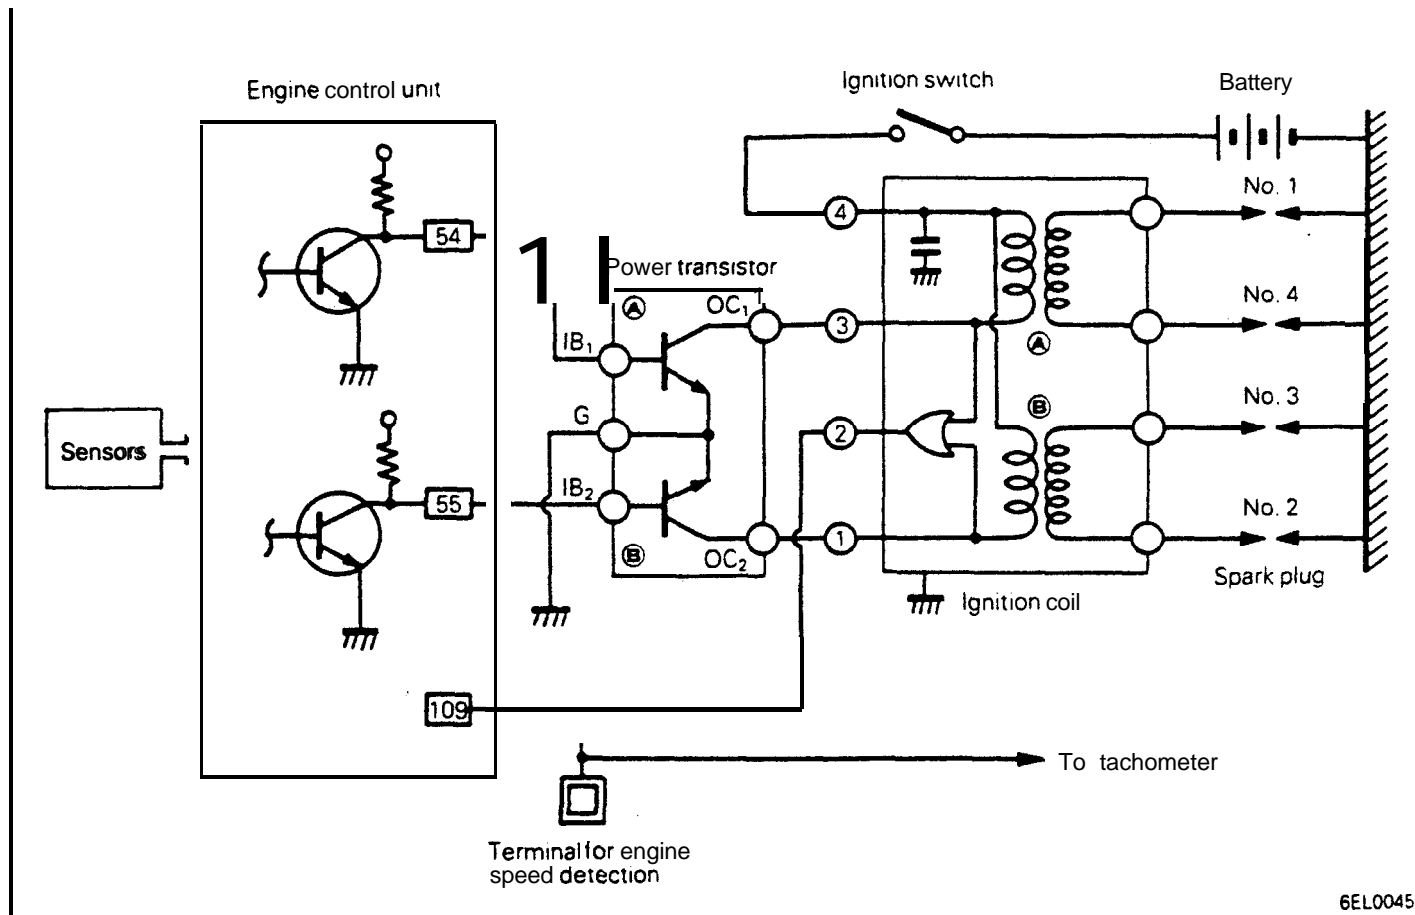 Ignition switch
Battery
Engine control unit
No. 1
4
54
Power transistor
A
OC1
3
No. 4
IB1
A
B
No. 3
G
2
Sensors
IB2
55
No. 2
B
OC2
1
Spark plug
Ignition coil
109
To tachometer
Terminal for engine
speed detection
6EL0045